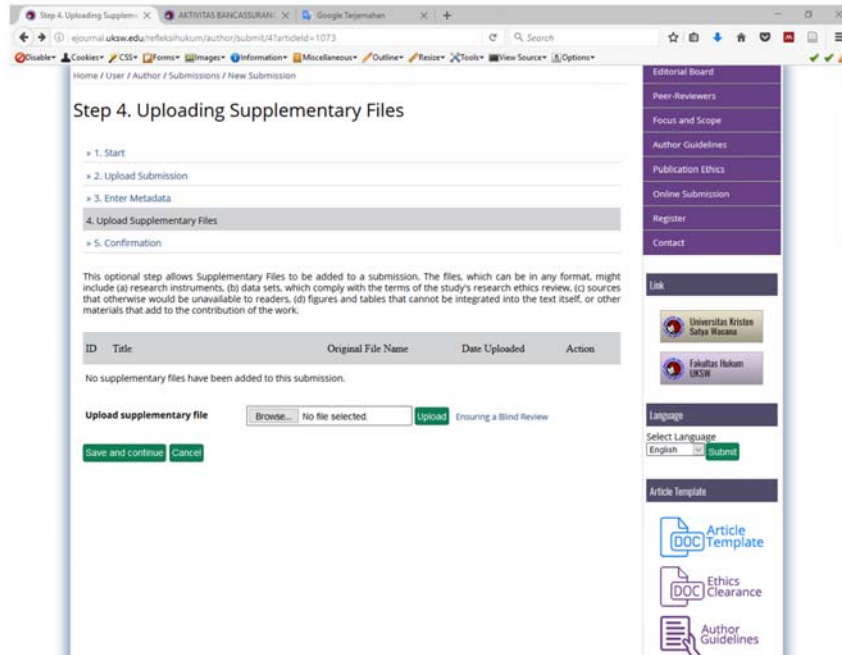 Step 4. Uploading Supplem
AKTIVITAS BANCASSURANC
Google Terjemahan
ejournal.uksw.edu/refleksihukum/author/submit/4?articleId=1073
Search
Disable
Cookies
CSS
Forms
Images
Information
Miscellaneous
Outline
Resize
Tools
View Source
Options
Home / User / Author / Submissions / New Submission
Step 4. Uploading Supplementary Files
» 1. Start
» 2. Upload Submission
» 3. Enter Metadata
4. Upload Supplementary Files
» 5. Confirmation
This optional step allows Supplementary Files to be added to a submission. The files, which can be in any format, might
include (a) research instruments, (b) data sets, which comply with the terms of the study's research ethics review, (c) sources
that otherwise would be unavailable to readers, (d) figures and tables that cannot be integrated into the text itself, or other
materials that add to the contribution of the work.
ID Title Original File Name Date Uploaded Action
No supplementary files have been added to this submission.
Upload supplementary file Browse... No file selected. Upload Ensuring a Blind Review
Save and continue Cancel
Editorial Board
Peer-Reviewers
Focus and Scope
Author Guidelines
Publication Ethics
Online Submission
Register
Contact
Link
Universitas Kristen
Satya Wacana
Fakultas Hukum
UKSW
Language
Select Language
English Submit
Article Template
DOC Article
Template
DOC Ethics
Clearance
Author
Guidelines